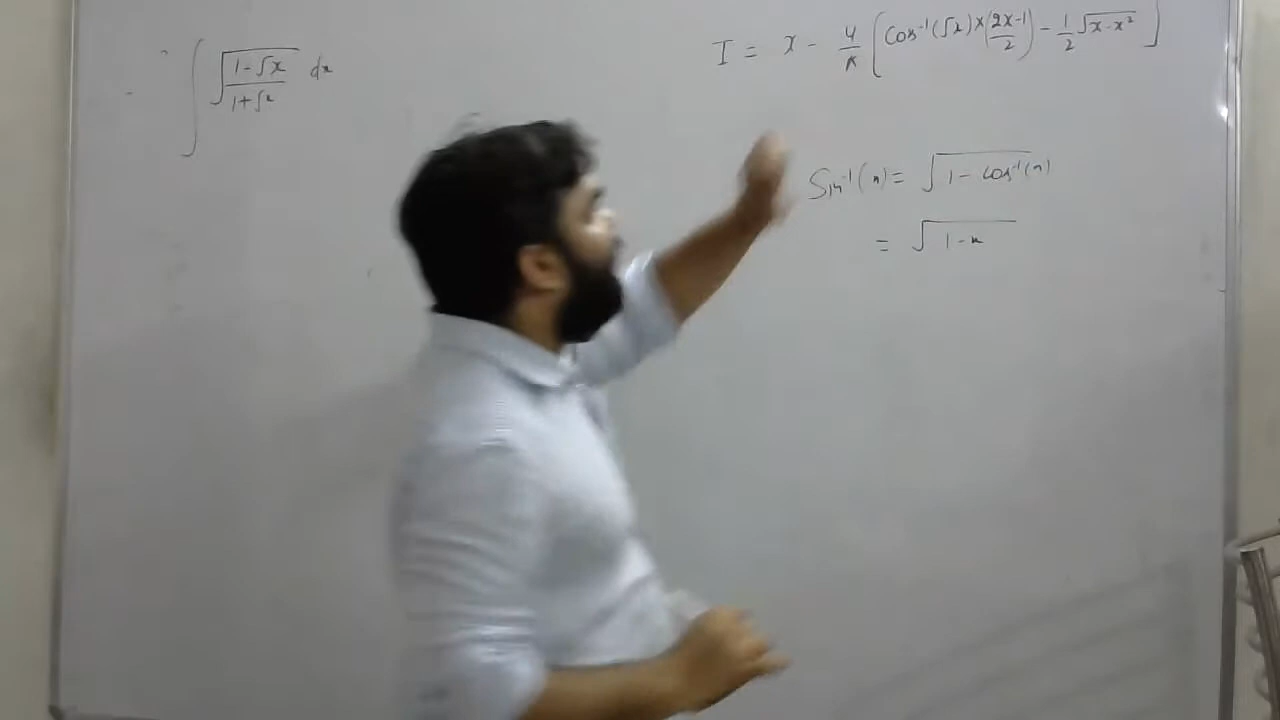 ∫ √((1-√x)/(1+√x)) dx
I = x - 4/π [ Cos⁻¹(√x) × (2x-1)/2) - 1/2 √(x-x²) ]
Sin⁻¹(x) = √(1 - Cos⁻¹(x))
= √(1-x)